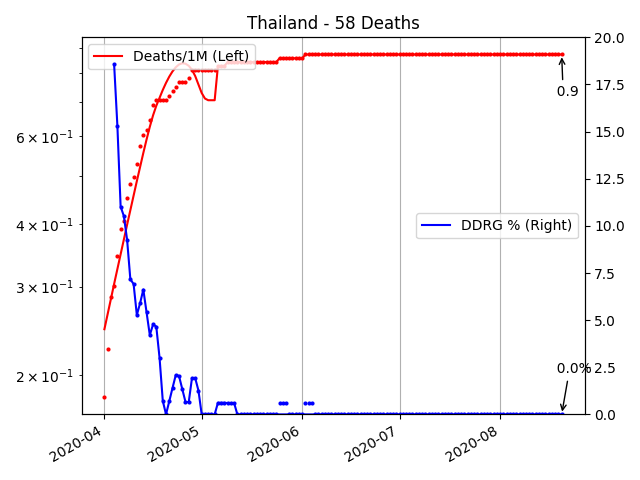 Thailand - 58 Deaths
Deaths/1M (Left)
DDRG % (Right)
6 × 10⁻¹
4 × 10⁻¹
3 × 10⁻¹
2 × 10⁻¹
20.0
17.5
15.0
12.5
10.0
7.5
5.0
2.5
0.0
0.9
0.0%
2020-04
2020-05
2020-06
2020-07
2020-08